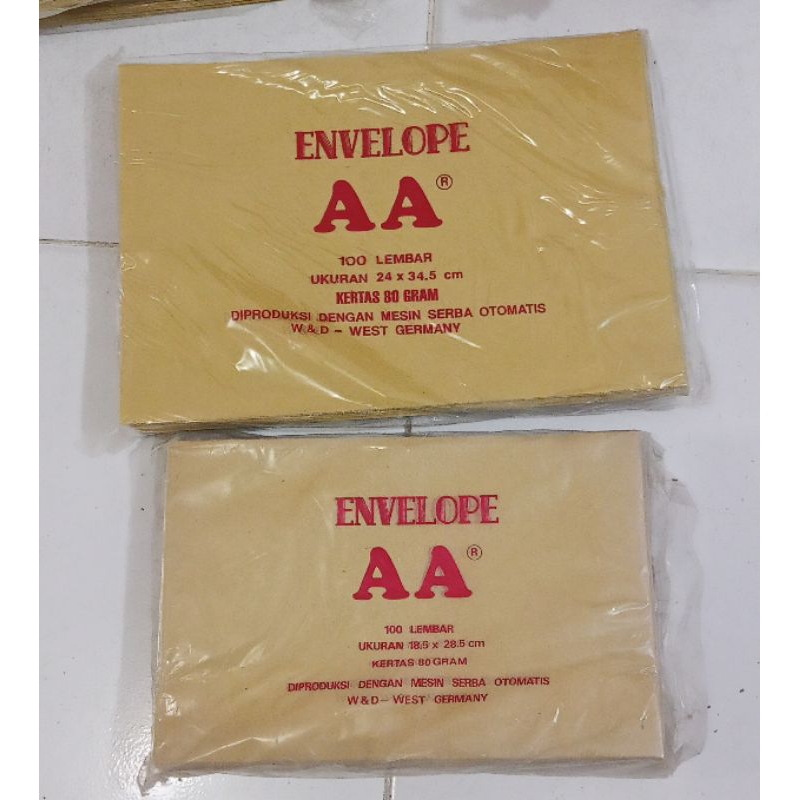 ENVELOPE
AA®
100 LEMBAR
UKURAN 24 x 34.5 cm
KERTAS 80 GRAM
DIPRODUKSI DENGAN MESIN SERBA OTOMATIS
W & D - WEST GERMANY
ENVELOPE
AA®
100 LEMBAR
UKURAN 18.5 x 28.5 cm
KERTAS 80 GRAM
DIPRODUKSI DENGAN MESIN SERBA OTOMATIS
W & D - WEST GERMANY